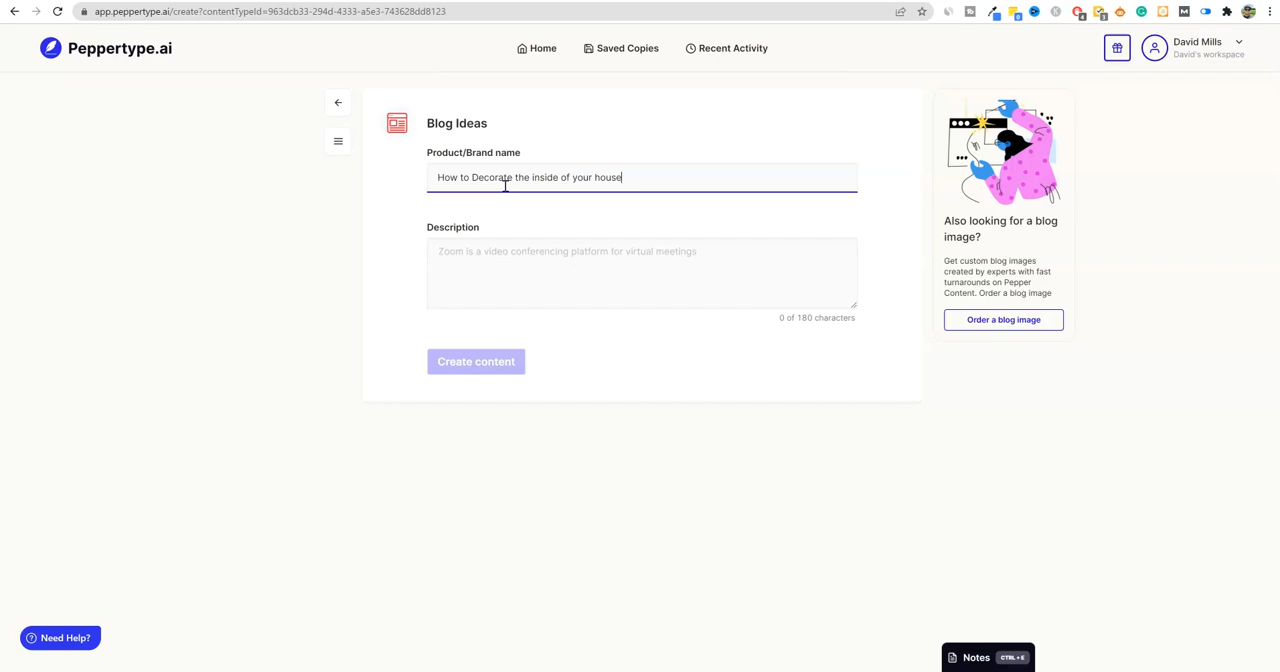 app.peppertype.ai/create?contentTypeId=963dcb33-294d-4333-a5e3-743628dd8123
Peppertype.ai
Home
Saved Copies
Recent Activity
David Mills
David's workspace
Blog Ideas
Product/Brand name
How to Decorate the inside of your house
Description
Zoom is a video conferencing platform for virtual meetings
0 of 180 characters
Create content
Also looking for a blog
image?
Get custom blog images
created by experts with fast
turnarounds on Pepper
Content. Order a blog image
Order a blog image
Need Help?
Notes CTRL+E